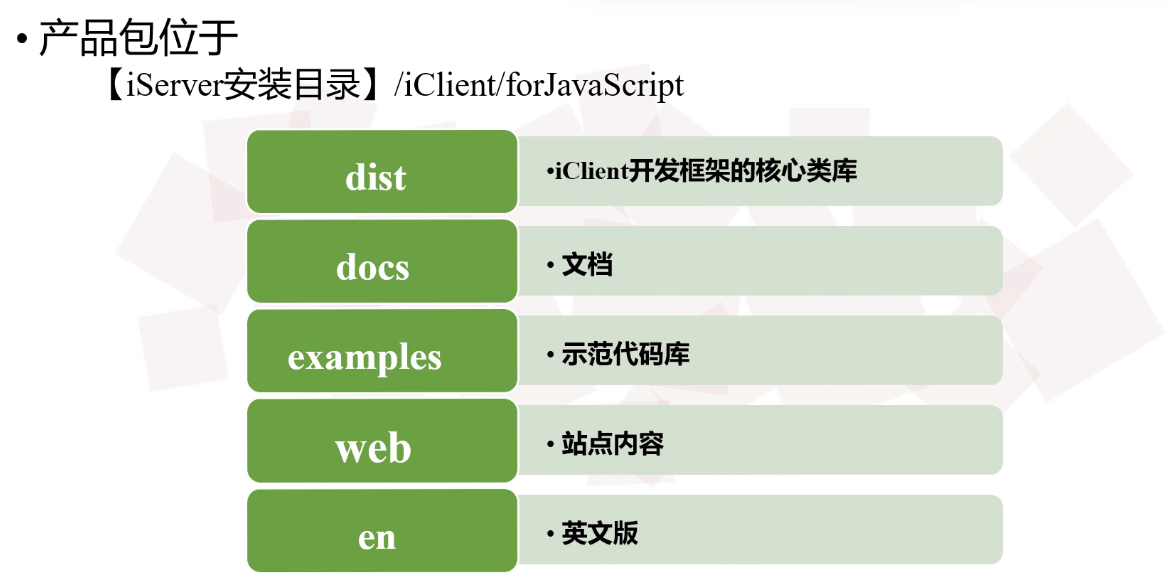 • 产品包位于
【iServer安装目录】/iClient/forJavaScript
dist
•iClient开发框架的核心类库
docs
• 文档
examples
• 示范代码库
web
• 站点内容
en
• 英文版